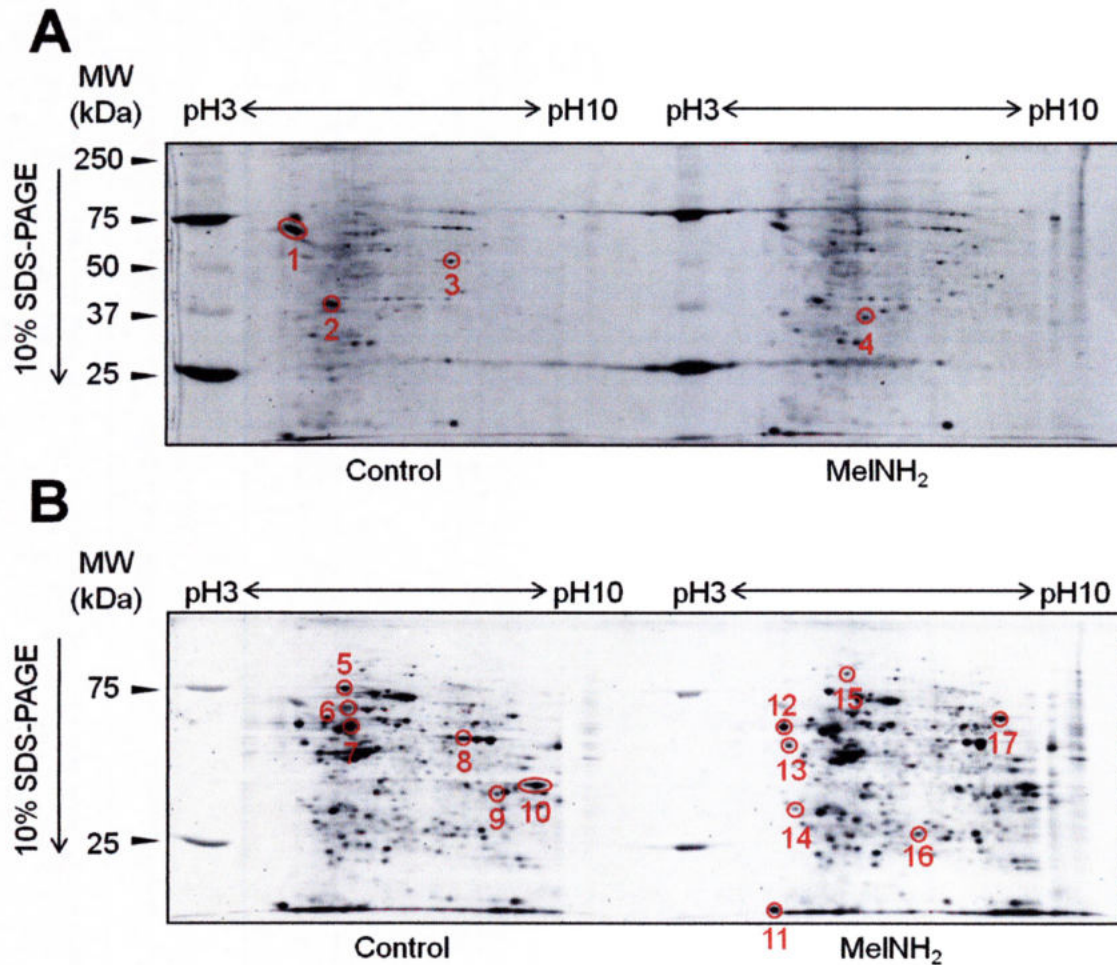 A
MW
(kDa)
pH3 pH10 pH3 pH10
10% SDS-PAGE
250
75
50
37
25
1
2
3
4
Control MelNH₂
B
MW
(kDa)
pH3 pH10 pH3 pH10
10% SDS-PAGE
75
25
5
6
7
8
9
10
12
13
14
15
16
17
11
Control MelNH₂